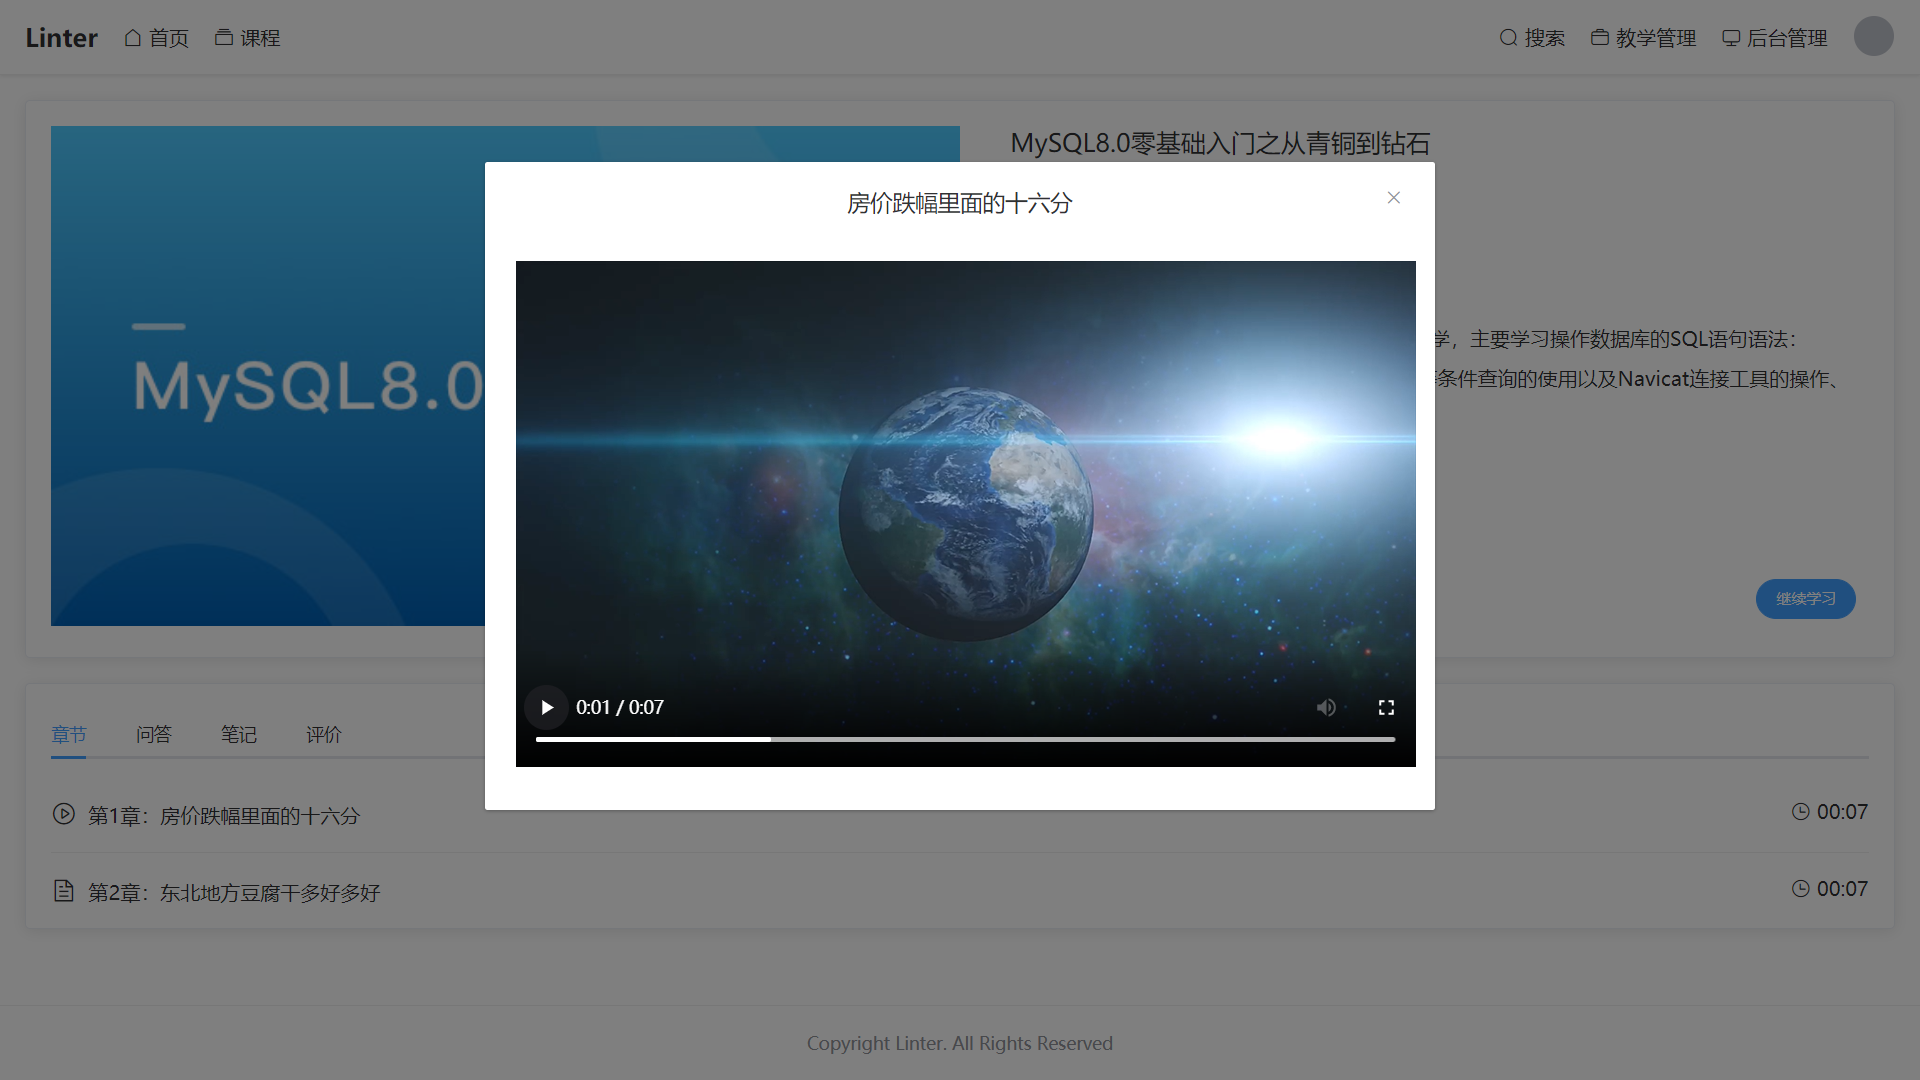 Linter 首页 课程 搜索 教学管理 后台管理
MySQL8.0零基础入门之从青铜到钻石
房价跌幅里面的十六分
学，主要学习操作数据库的SQL语句语法：
条件查询的使用以及Navicat连接工具的操作、
MySQL8.0
继续学习
0:01 / 0:07
章节 问答 笔记 评价
第1章：房价跌幅里面的十六分 00:07
第2章：东北地方豆腐干多好多好 00:07
Copyright Linter. All Rights Reserved